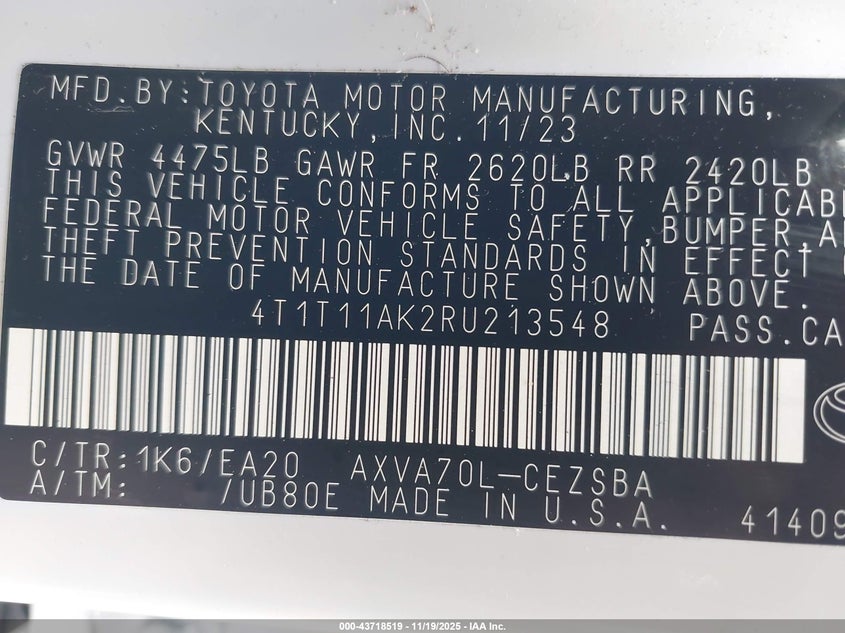 MFD.BY:TOYOTA MOTOR MANUFACTURING,
KENTUCKY,INC.11/23
GVWR 4475LB GAWR FR 2620LB RR 2420LB
THIS VEHICLE CONFORMS TO ALL
FEDERAL MOTOR VEHICLE SAFETY,BUMPER,
THEFT PREVENTION STANDARDS IN EFFECT
THE DATE OF MANUFACTURE SHOWN ABOVE.
4T1T11AK2RU213548 PASS.
C/TR:1K6/EA20 AXVA70L-CEZSBA
A/TM: /UB80E MADE IN U.S.A. 41409
000-43718519 - 11/19/2025 - IAA Inc.